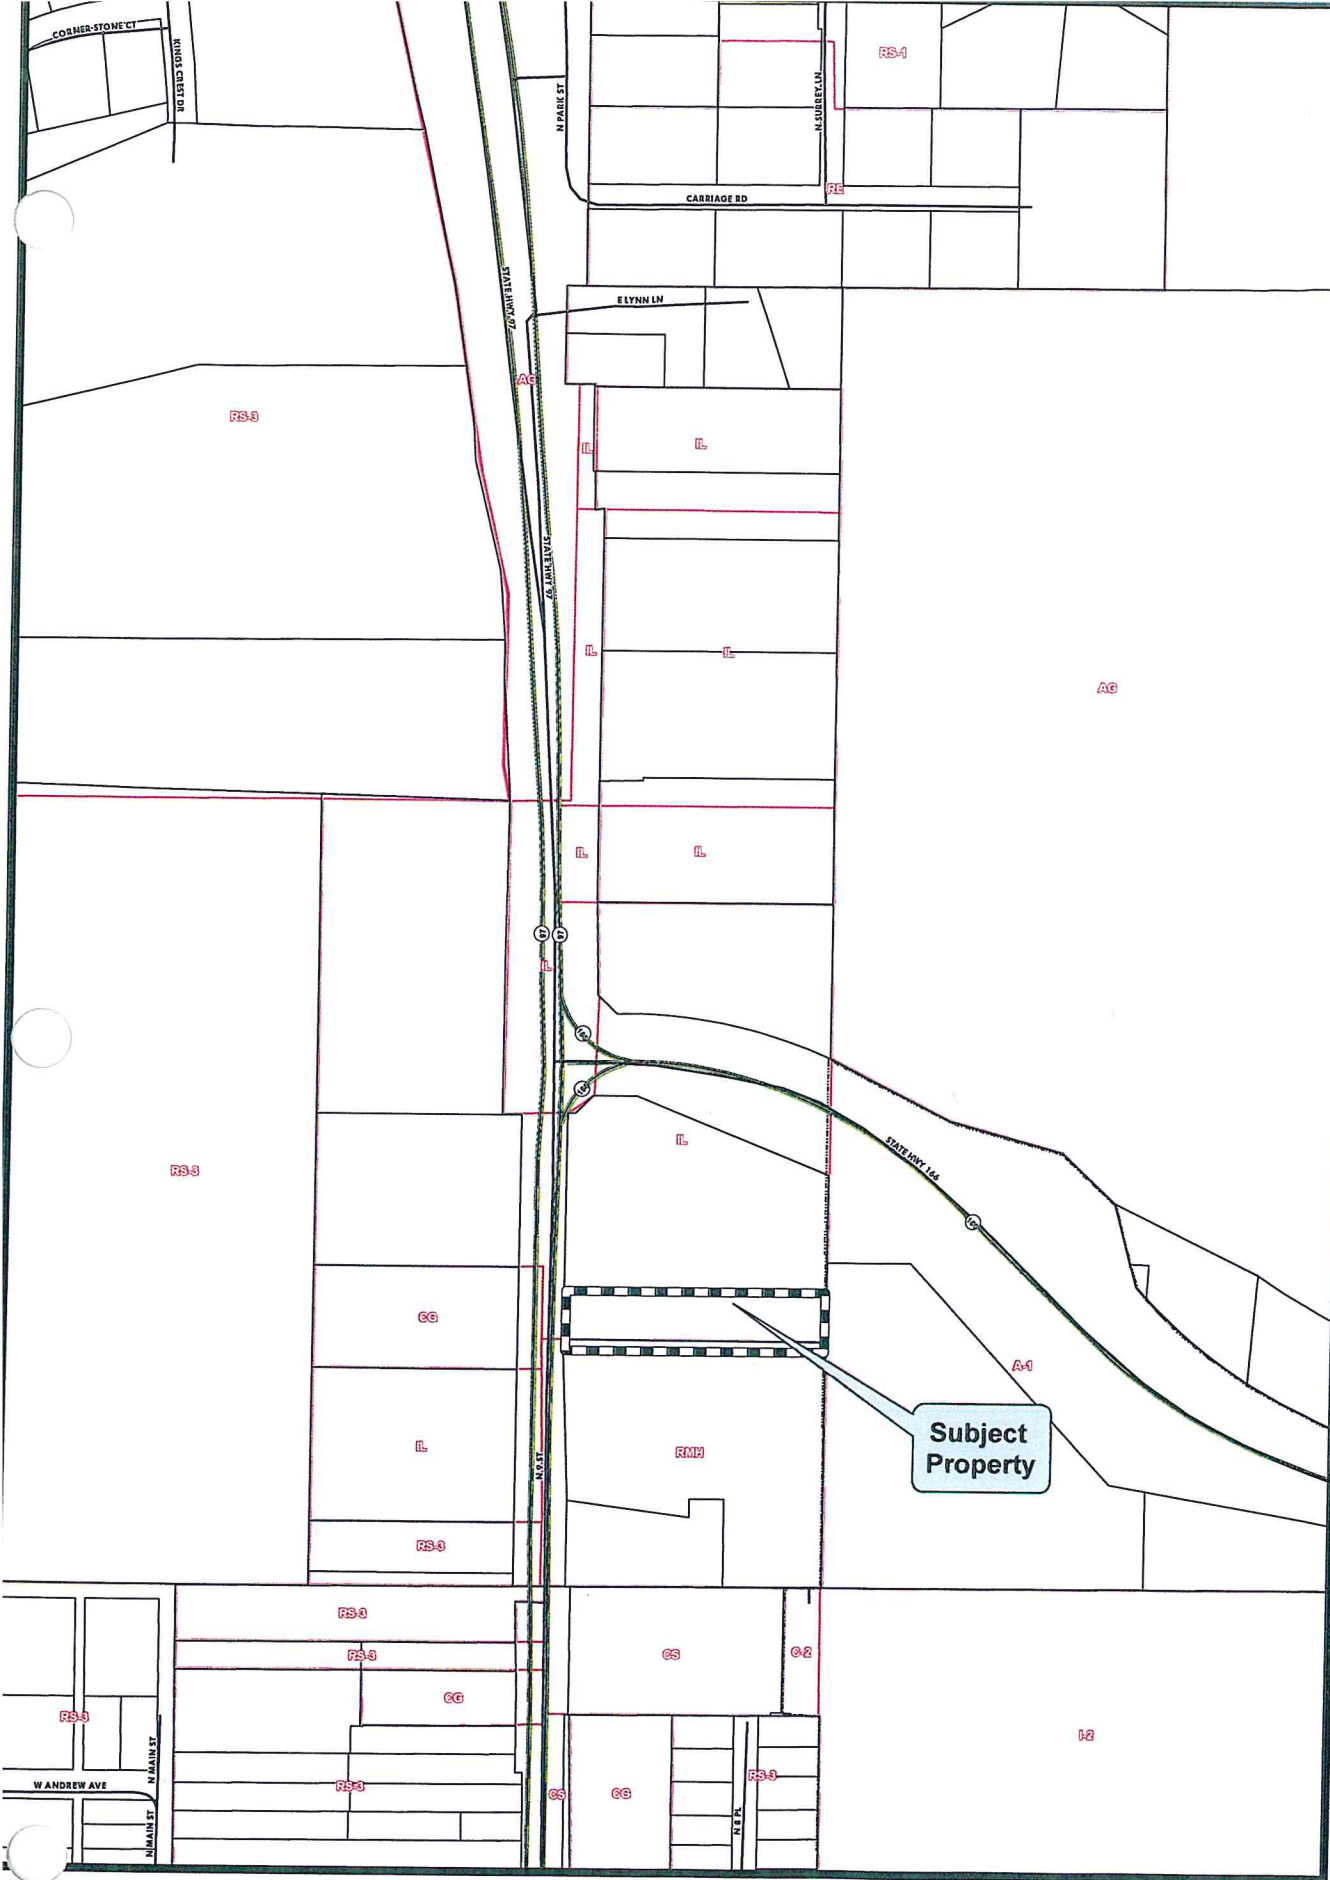 CORNER-STONE CT
KINGS CREST DR
N PARK ST
N SURREY LN
RS-1
RE
CARRIAGE RD
STATE HWY 97
E LYNN LN
AG
RS-3
IL
IL
STATE HWY 97
IL
IL
AG
IL
IL
97
97
IL
166
166
IL
STATE HWY 166
RS-3
CG
A-1
Subject
Property
IL
RMH
N 9 ST
RS-3
RS-3
CS
C-2
RS-3
CG
RS-3
I-2
N MAIN ST
RS-3
RS-3
W ANDREW AVE
CS
CG
N MAIN ST
N 8 PL